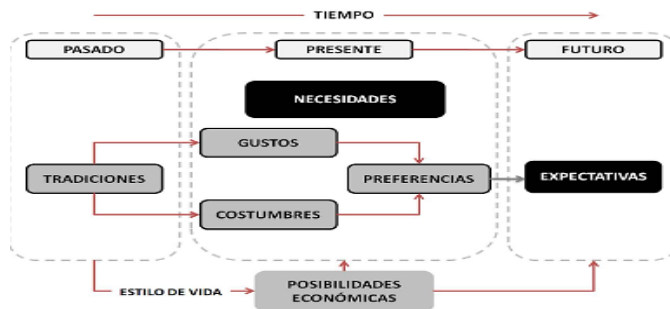 TIEMPO
PASADO
PRESENTE
FUTURO
NECESIDADES
GUSTOS
TRADICIONES
PREFERENCIAS
EXPECTATIVAS
COSTUMBRES
ESTILO DE VIDA
POSIBILIDADES
ECONÓMICAS